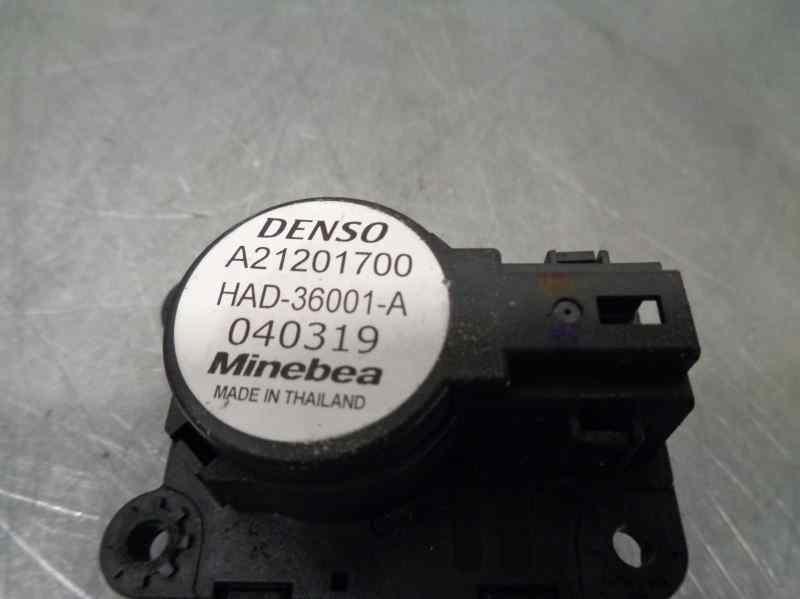 DENSO
A21201700
HAD-36001-A
040319
Minebea
MADE IN THAILAND